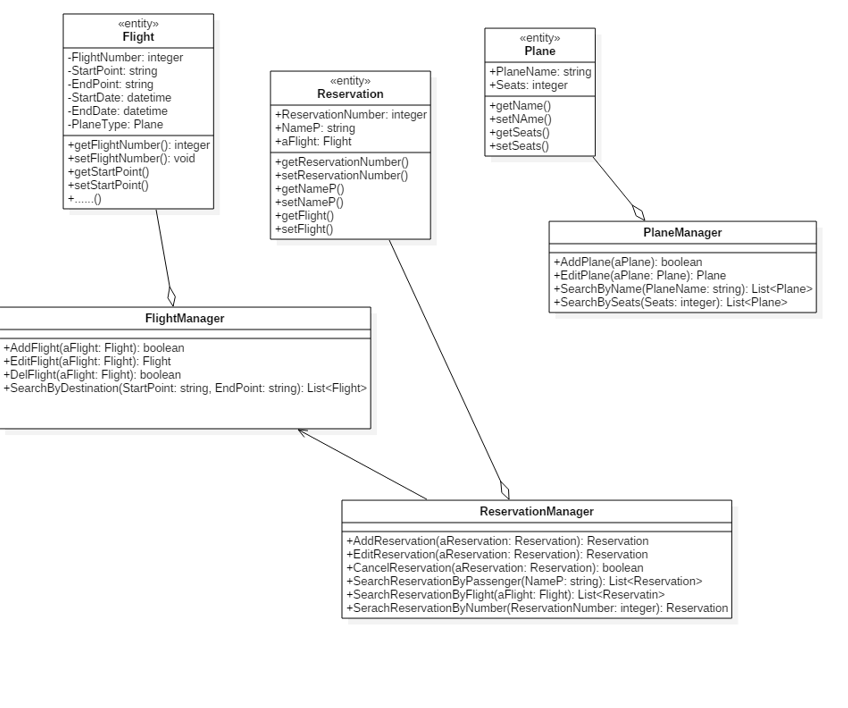 «entity»
Flight
-FlightNumber: integer
-StartPoint: string
-EndPoint: string
-StartDate: datetime
-EndDate: datetime
-PlaneType: Plane
+getFlightNumber(): integer
+setFlightNumber(): void
+getStartPoint()
+setStartPoint()
+......()
«entity»
Reservation
+ReservationNumber: integer
+NameP: string
+aFlight: Flight
+getReservationNumber()
+setReservationNumber()
+getNameP()
+setNameP()
+getFlight()
+setFlight()
«entity»
Plane
+PlaneName: string
+Seats: integer
+getName()
+setNAme()
+getSeats()
+setSeats()
PlaneManager
+AddPlane(aPlane): boolean
+EditPlane(aPlane: Plane): Plane
+SearchByName(PlaneName: string): List<Plane>
+SearchBySeats(Seats: integer): List<Plane>
FlightManager
+AddFlight(aFlight: Flight): boolean
+EditFlight(aFlight: Flight): Flight
+DelFlight(aFlight: Flight): boolean
+SearchByDestination(StartPoint: string, EndPoint: string): List<Flight>
ReservationManager
+AddReservation(aReservation: Reservation): Reservation
+EditReservation(aReservation: Reservation): Reservation
+CancelReservation(aReservation: Reservation): boolean
+SearchReservationByPassenger(NameP: string): List<Reservation>
+SearchReservationByFlight(aFlight: Flight): List<Reservatin>
+SerachReservationByNumber(ReservationNumber: integer): Reservation